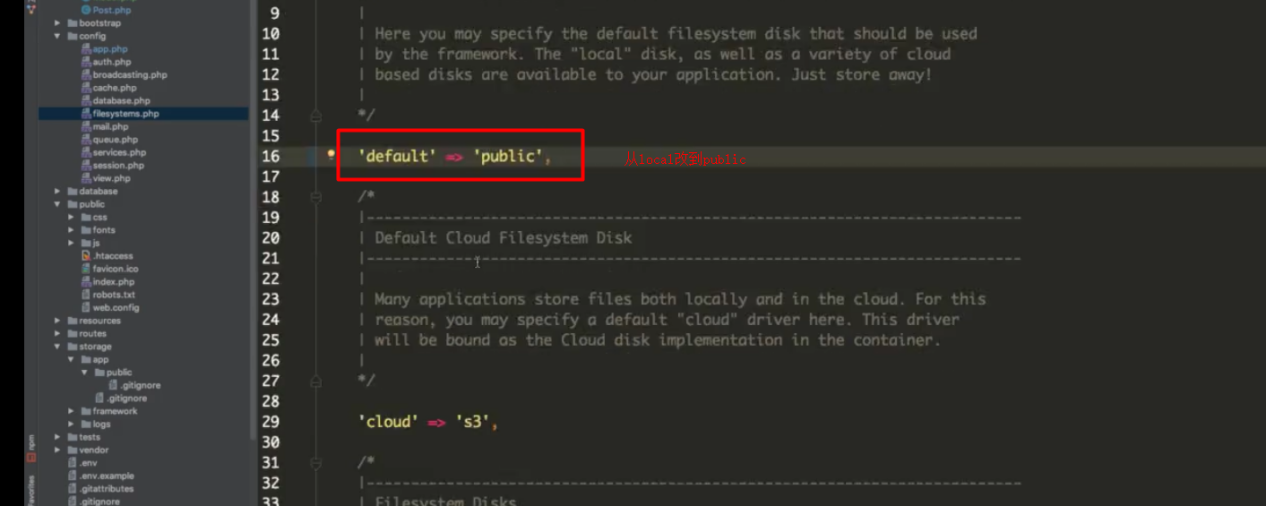 Post.php
bootstrap
config
app.php
auth.php
broadcasting.php
cache.php
database.php
filesystems.php
mail.php
queue.php
services.php
session.php
view.php
database
public
css
fonts
js
.htaccess
favicon.ico
index.php
robots.txt
web.config
resources
routes
storage
app
public
.gitignore
.gitignore
framework
logs
tests
vendor
.env
.env.example
.gitattributes
.gitignore
npm
Favorites
9 |
10 | Here you may specify the default filesystem disk that should be used
11 | by the framework. The "local" disk, as well as a variety of cloud
12 | based disks are available to your application. Just store away!
13 |
14 */
15
16 'default' => 'public', 从local改到public
17
18 /*
19 |--------------------------------------------------------------------------
20 | Default Cloud Filesystem Disk
21 |--------------------------------------------------------------------------
22 |
23 | Many applications store files both locally and in the cloud. For this
24 | reason, you may specify a default "cloud" driver here. This driver
25 | will be bound as the Cloud disk implementation in the container.
26 |
27 */
28
29 'cloud' => 's3',
30
31 /*
32 |--------------------------------------------------------------------------
33 | Filesystem Disks